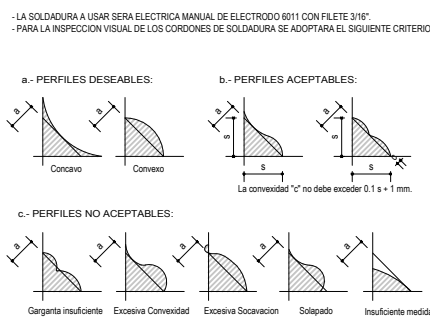 - LA SOLDADURA A USAR SERA ELECTRICA MANUAL DE ELECTRODO 6011 CON FILETE 3/16".
- PARA LA INSPECCION VISUAL DE LOS CORDONES DE SOLDADURA SE ADOPTARA EL SIGUIENTE CRITERIO
a.- PERFILES DESEABLES: b.- PERFILES ACEPTABLES:
a a a a
s s
c
Concavo Convexo s s
La convexidad "c" no debe exceder 0.1 s + 1 mm.
c.- PERFILES NO ACEPTABLES:
a a a a a
Garganta insuficiente Excesiva Convexidad Excesiva Socavacion Solapado Insuficiente medida